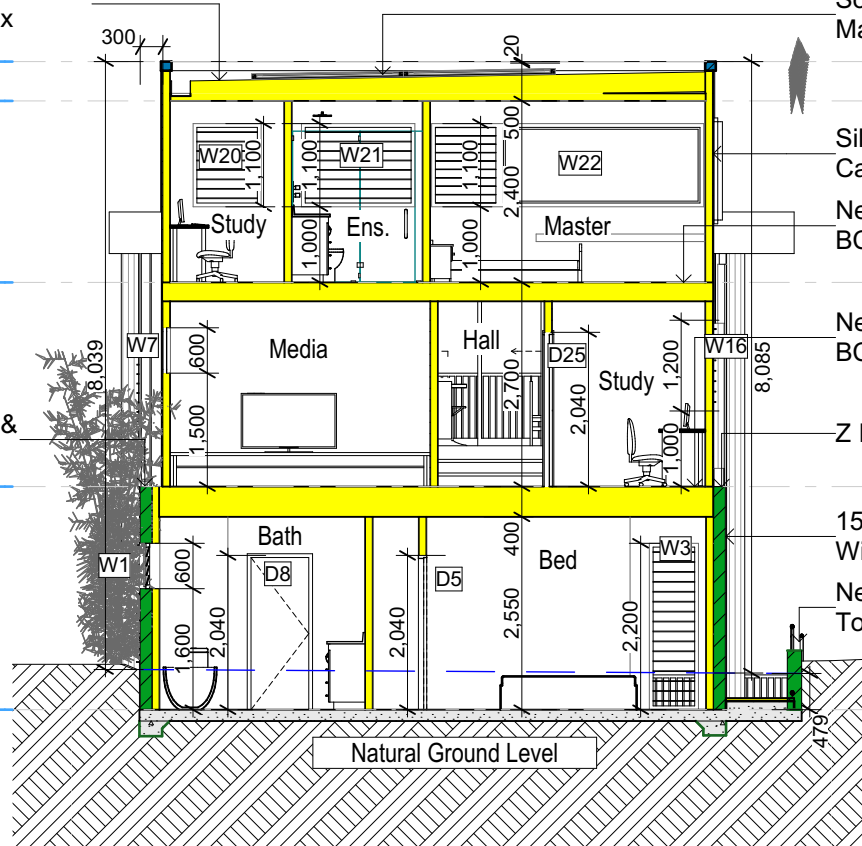 x
300
20
So
Ma
500
Sil
Ca
W20
1,100
W21
1,100
1,100
W22
2,400
Study
Ens.
Master
1,000
1,000
Ne
BC
W7
8,039
600
Media
Hall
D25
W16
8,085
Ne
BC
1,200
Study
2,700
2,040
&
1,500
1,000
Z
Bath
400
Bed
W3
15
Wi
W1
600
D8
D5
Ne
To
2,550
1,600
2,040
2,040
2,200
479
Natural Ground Level